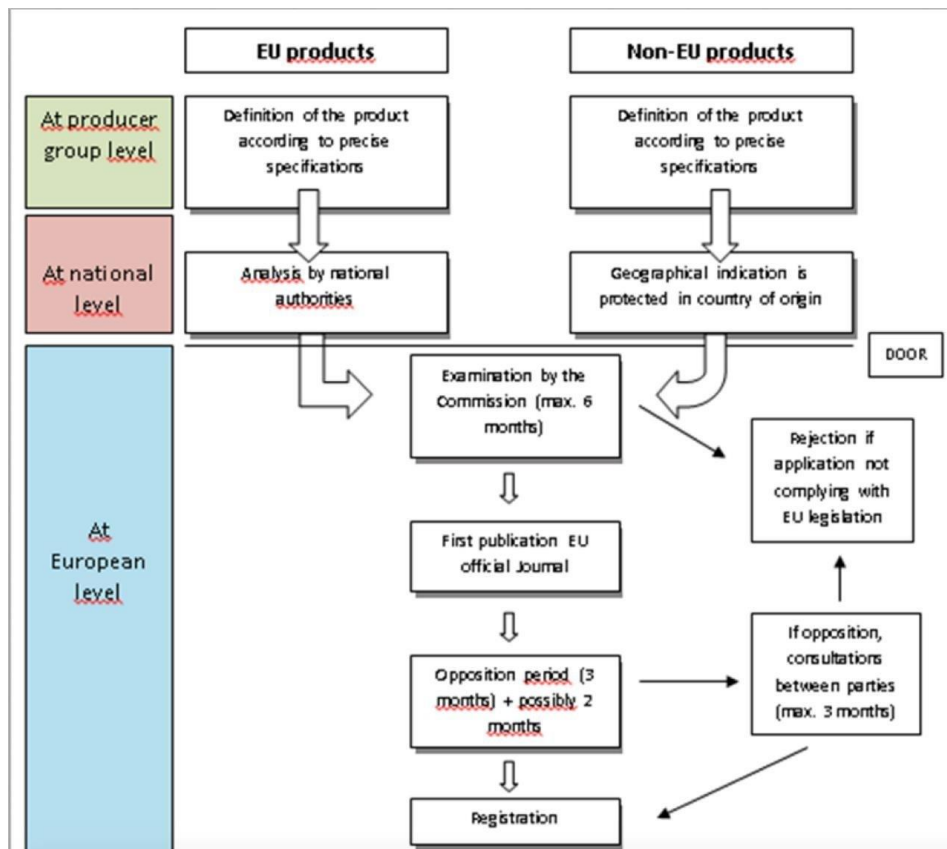 EU products
Non-EU products
At producer
group level
Definition of the product
according to precise
specifications
Definition of the product
according to precise
specifications
At national
level
Analysis by national
authorities
Geographical indication is
protected in country of origin
DOOR
Examination by the
Commission (max. 6
months)
Rejection if
application not
complying with
EU legislation
At
European
level
First publication EU
official Journal
Opposition period (3
months) + possibly 2
months
If opposition,
consultations
between parties
(max. 3 months)
Registration